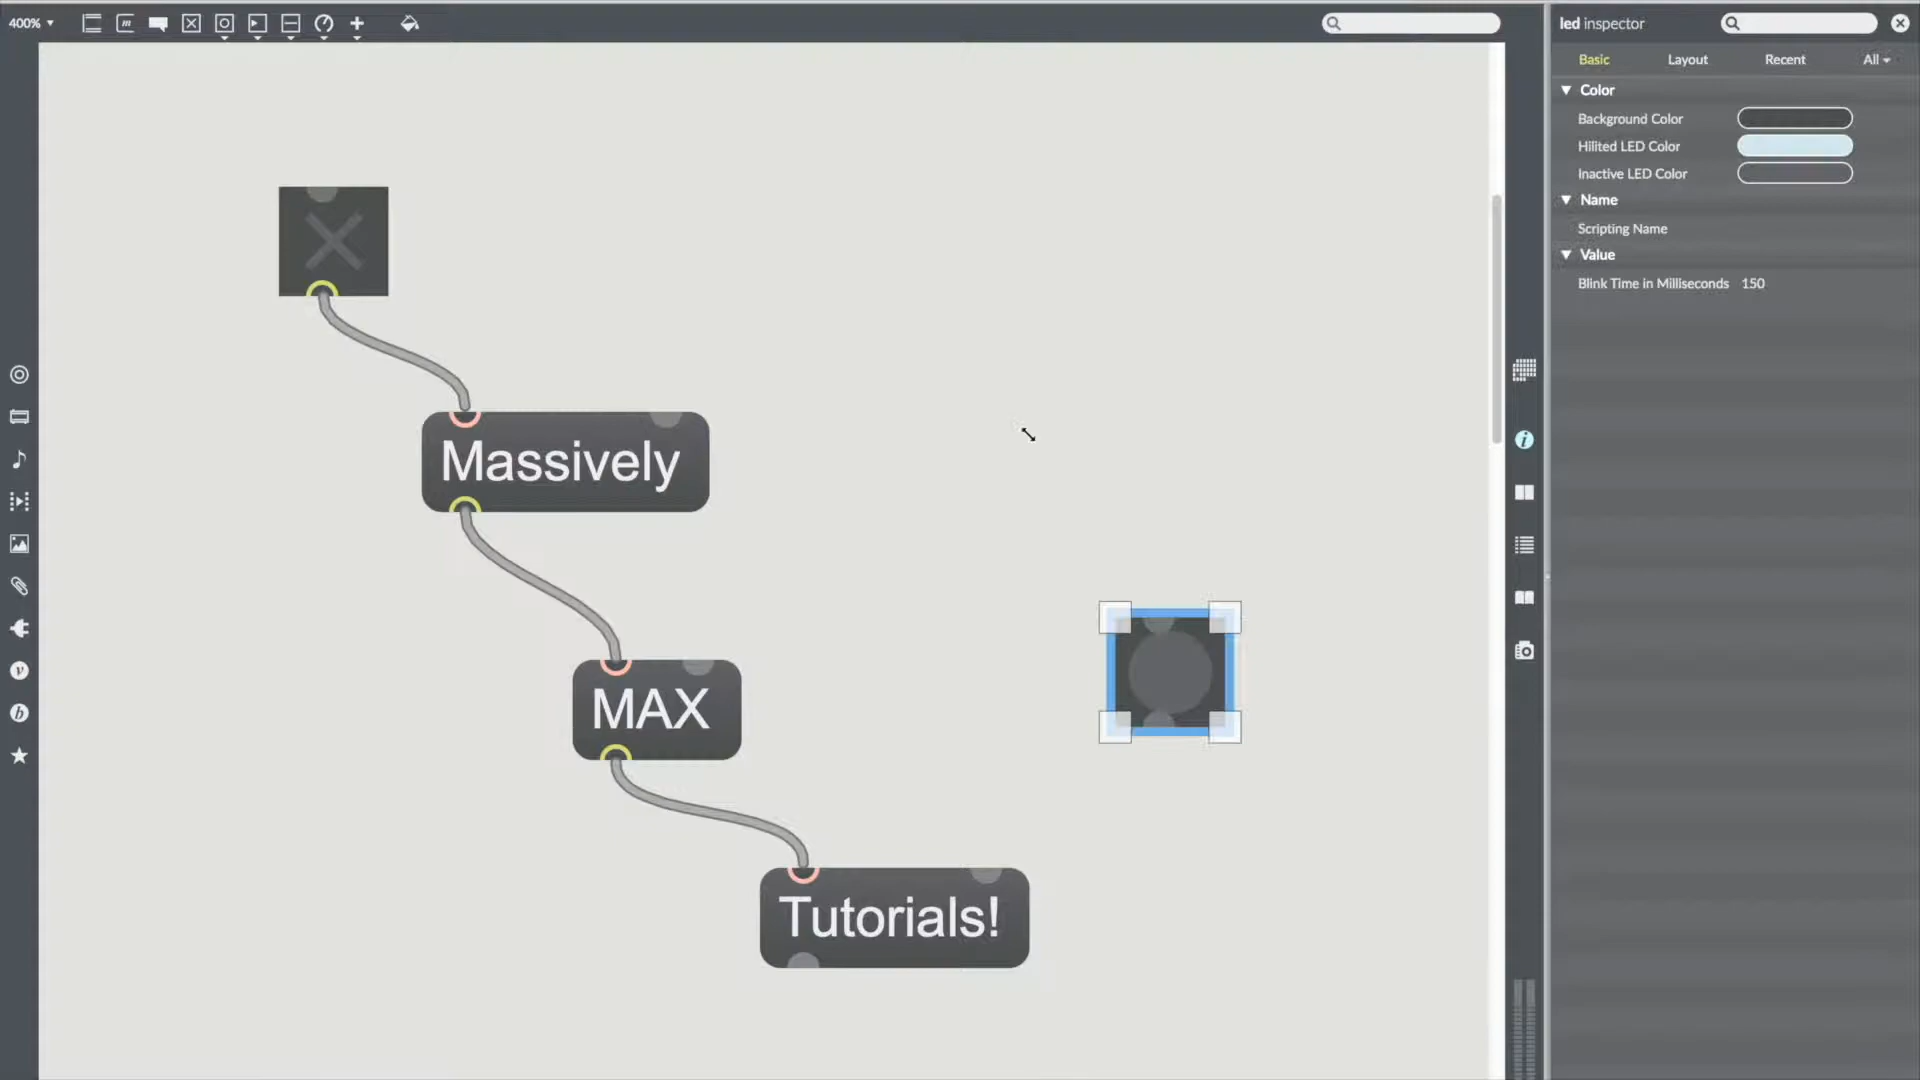 400%
led inspector
Basic Layout Recent All
Color
Background Color
Hilited LED Color
Inactive LED Color
Name
Scripting Name
Value
Blink Time in Milliseconds 150
Massively
MAX
Tutorials!